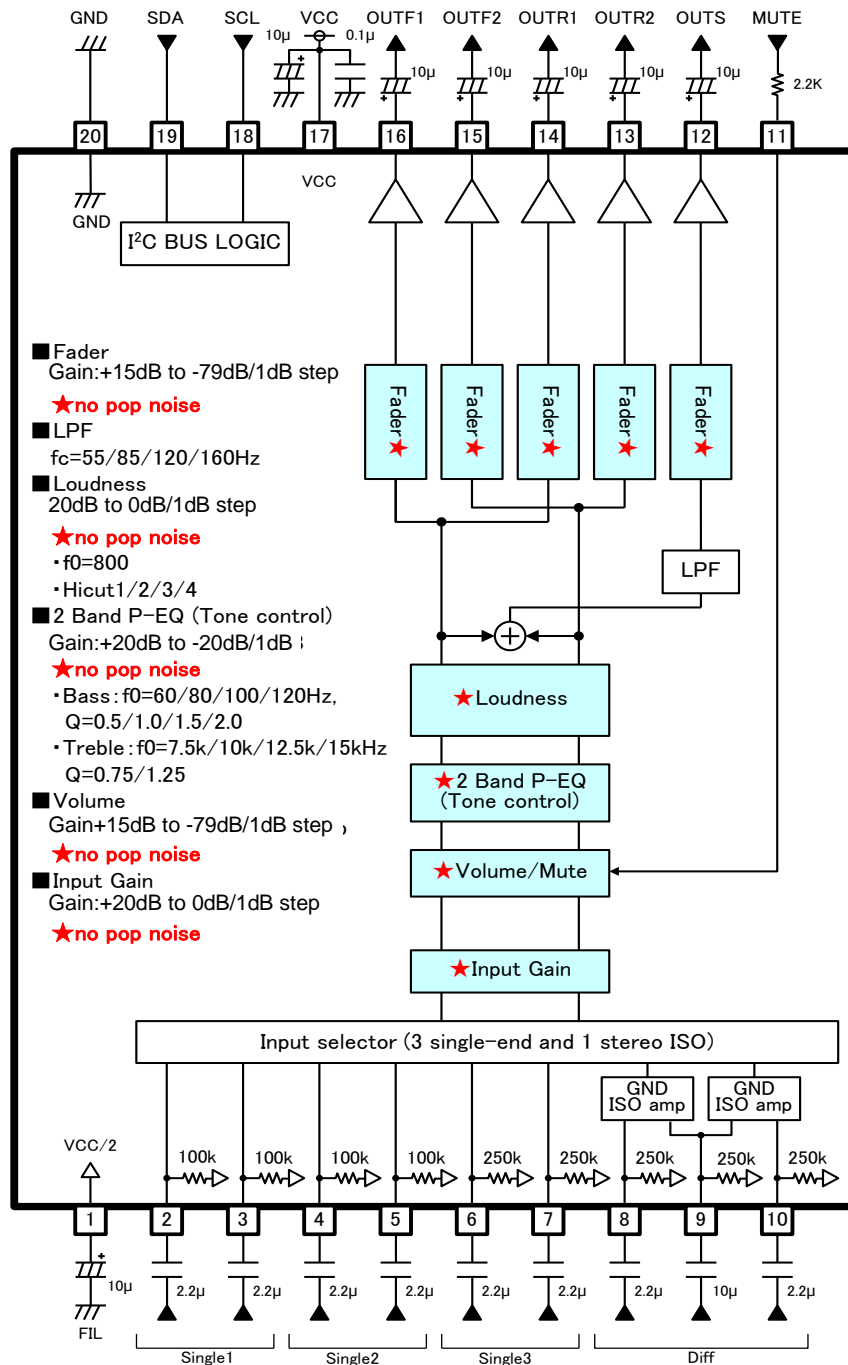 GND SDA SCL VCC OUTF1 OUTF2 OUTR1 OUTR2 OUTS MUTE
10μ + 0.1μ 10μ 10μ 10μ 10μ 10μ 2.2K
+ + + + +
20 19 18 17 16 15 14 13 12 11
VCC
GND
I²C BUS LOGIC
■Fader
Gain:+15dB to -79dB/1dB step
★no pop noise
■LPF
fc=55/85/120/160Hz
■Loudness
20dB to 0dB/1dB step
★no pop noise
・f0=800
・Hicut1/2/3/4
■2 Band P-EQ (Tone control)
Gain:+20dB to -20dB/1dB
★no pop noise
・Bass:f0=60/80/100/120Hz,
Q=0.5/1.0/1.5/2.0
・Treble:f0=7.5k/10k/12.5k/15kHz
Q=0.75/1.25
■Volume
Gain+15dB to -79dB/1dB step
★no pop noise
■Input Gain
Gain:+20dB to 0dB/1dB step
★no pop noise
Fader★ Fader★ Fader★ Fader★ Fader★
LPF
+
★Loudness
★2 Band P-EQ
(Tone control)
★Volume/Mute
★Input Gain
Input selector (3 single-end and 1 stereo ISO)
GND
ISO amp
GND
ISO amp
VCC/2 100k 100k 100k 100k 250k 250k 250k 250k 250k
1 2 3 4 5 6 7 8 9 10
+
10μ 2.2μ 2.2μ 2.2μ 2.2μ 2.2μ 2.2μ 2.2μ 10μ 2.2μ
FIL
Single1 Single2 Single3 Diff